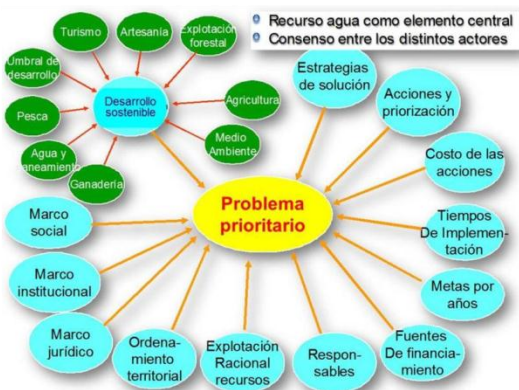 Recurso agua como elemento central
Consenso entre los distintos actores
Turismo
Artesanía
Explotación
forestal
Umbral de
desarrollo
Desarrollo
sostenible
Agricultura
Pesca
Medio
Ambiente
Agua y
saneamiento
Ganadería
Estrategias
de solución
Acciones y
priorización
Costo de las
acciones
Problema
prioritario
Tiempos
De Implemen-
tación
Metas por
años
Marco
social
Marco
institucional
Marco
jurídico
Ordena-
miento
territorial
Explotación
Racional
recursos
Respon-
sables
Fuentes
De financia-
miento